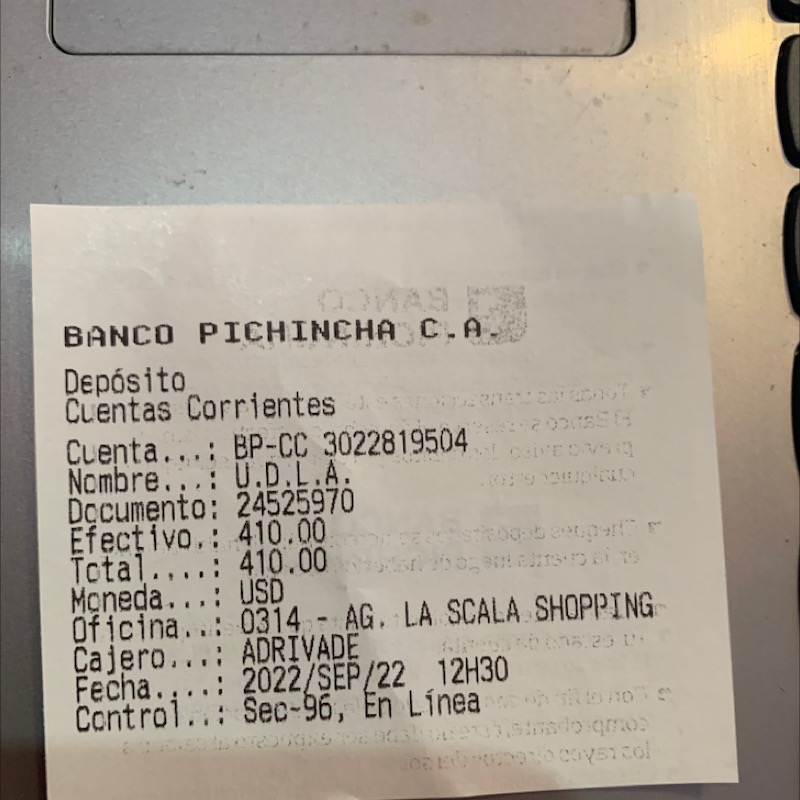 BANCO PICHINCHA C.A.
Depósito
Cuentas Corrientes
Cuenta...: BP-CC 3022819504
Nombre...: U.D.L.A.
Documento: 24525970
Efectivo.: 410.00
Total....: 410.00
Moneda...: USD
Oficina..: 0314 - AG. LA SCALA SHOPPING
Cajero...: ADRIVADE
Fecha....: 2022/SEP/22 12H30
Control..: Sec-96, En Línea